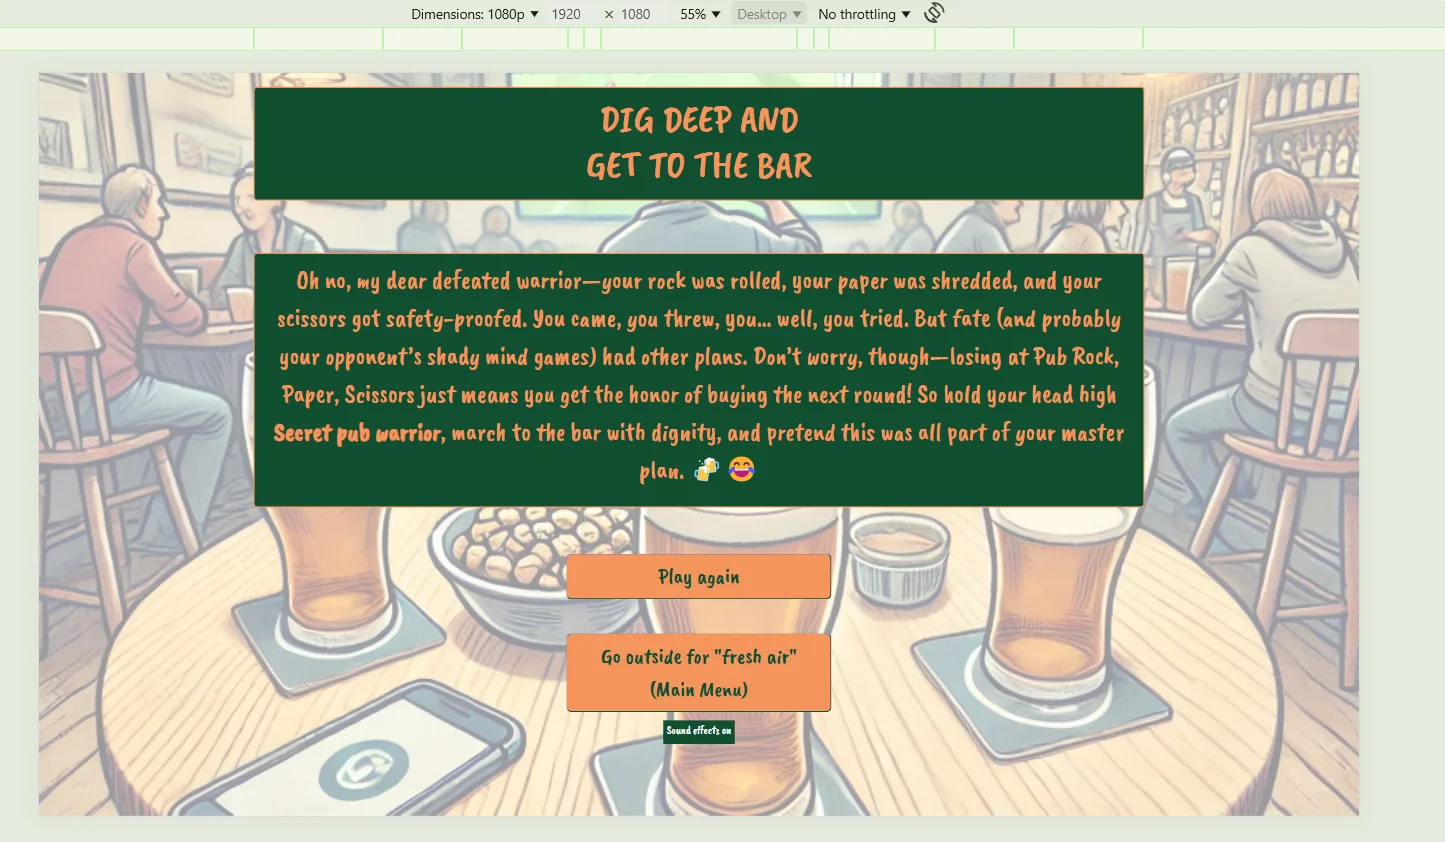 Dimensions: 1080p ▼ 1920 × 1080 55% ▼ Desktop ▼ No throttling ▼
DIG DEEP AND
GET TO THE BAR
Oh no, my dear defeated warrior—your rock was rolled, your paper was shredded, and your
scissors got safety-proofed. You came, you threw, you... well, you tried. But fate (and probably
your opponent's shady mind games) had other plans. Don't worry, though—losing at Pub Rock,
Paper, Scissors just means you get the honor of buying the next round! So hold your head high
Secret pub warrior, march to the bar with dignity, and pretend this was all part of your master
plan. 🍻 😂
Play again
Go outside for "fresh air"
(Main Menu)
Sound effects on